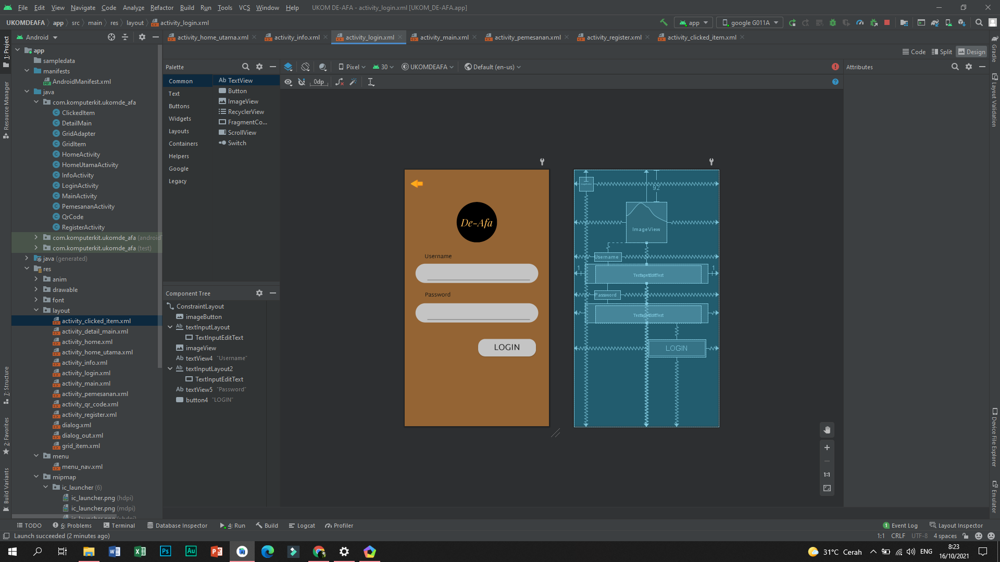 File Edit View Navigate Code Analyze Refactor Build Run Tools VCS Window Help UKOM DE-AFA - activity_login.xml [UKOM_DE-AFA.app]
UKOMDEAFA app src main res layout activity_login.xml
app google G011A
Android
activity_home_utama.xml activity_info.xml activity_login.xml activity_main.xml activity_pemesanan.xml activity_register.xml activity_clicked_item.xml
Code Split Design
1: Project
Resource Manager
7: Structure
2: Favorites
Build Variants
app
sampledata
manifests
AndroidManifest.xml
java
com.komputerkit.ukomde_afa
ClickedItem
DetailMain
GridAdapter
GridItem
HomeActivity
HomeUtamaActivity
InfoActivity
LoginActivity
MainActivity
PemesananActivity
QrCode
RegisterActivity
com.komputerkit.ukomde_afa (android
com.komputerkit.ukomde_afa (test)
java (generated)
res
anim
drawable
font
layout
activity_clicked_item.xml
activity_detail_main.xml
activity_home.xml
activity_home_utama.xml
activity_info.xml
activity_login.xml
activity_main.xml
activity_pemesanan.xml
activity_qr_code.xml
activity_register.xml
dialog.xml
dialog_out.xml
grid_item.xml
menu
menu_nav.xml
mipmap
ic_launcher (6)
ic_launcher.png (hdpi)
ic_launcher.png (mdpi)
Palette
Common
Text
Buttons
Widgets
Layouts
Containers
Helpers
Google
Legacy
Ab TextView
Button
ImageView
RecyclerView
FragmentCo...
ScrollView
Switch
Component Tree
ConstraintLayout
imageButton
Ab textInputLayout
TextInputEditText
imageView
Ab textView4 "Username"
Ab textInputLayout2
TextInputEditText
Ab textView5 "Password"
button4 "LOGIN"
Pixel 30 UKOMDEAFA Default (en-us)
0dp
De-Afa
Username
Password
LOGIN
92
ImageView
Username
1 TextInputEditText 1
Password
TextInputEditText
LOGIN
1:1
Attributes
Gradle
Layout Validation
Device File Explorer
Emulator
TODO 6: Problems Terminal Database Inspector 4: Run Build Logcat Profiler 1 Event Log Layout Inspector
Launch succeeded (2 minutes ago) 1:1 CRLF UTF-8 4 spaces
Ps Au
31°C Cerah ENG 8:23
16/10/2021